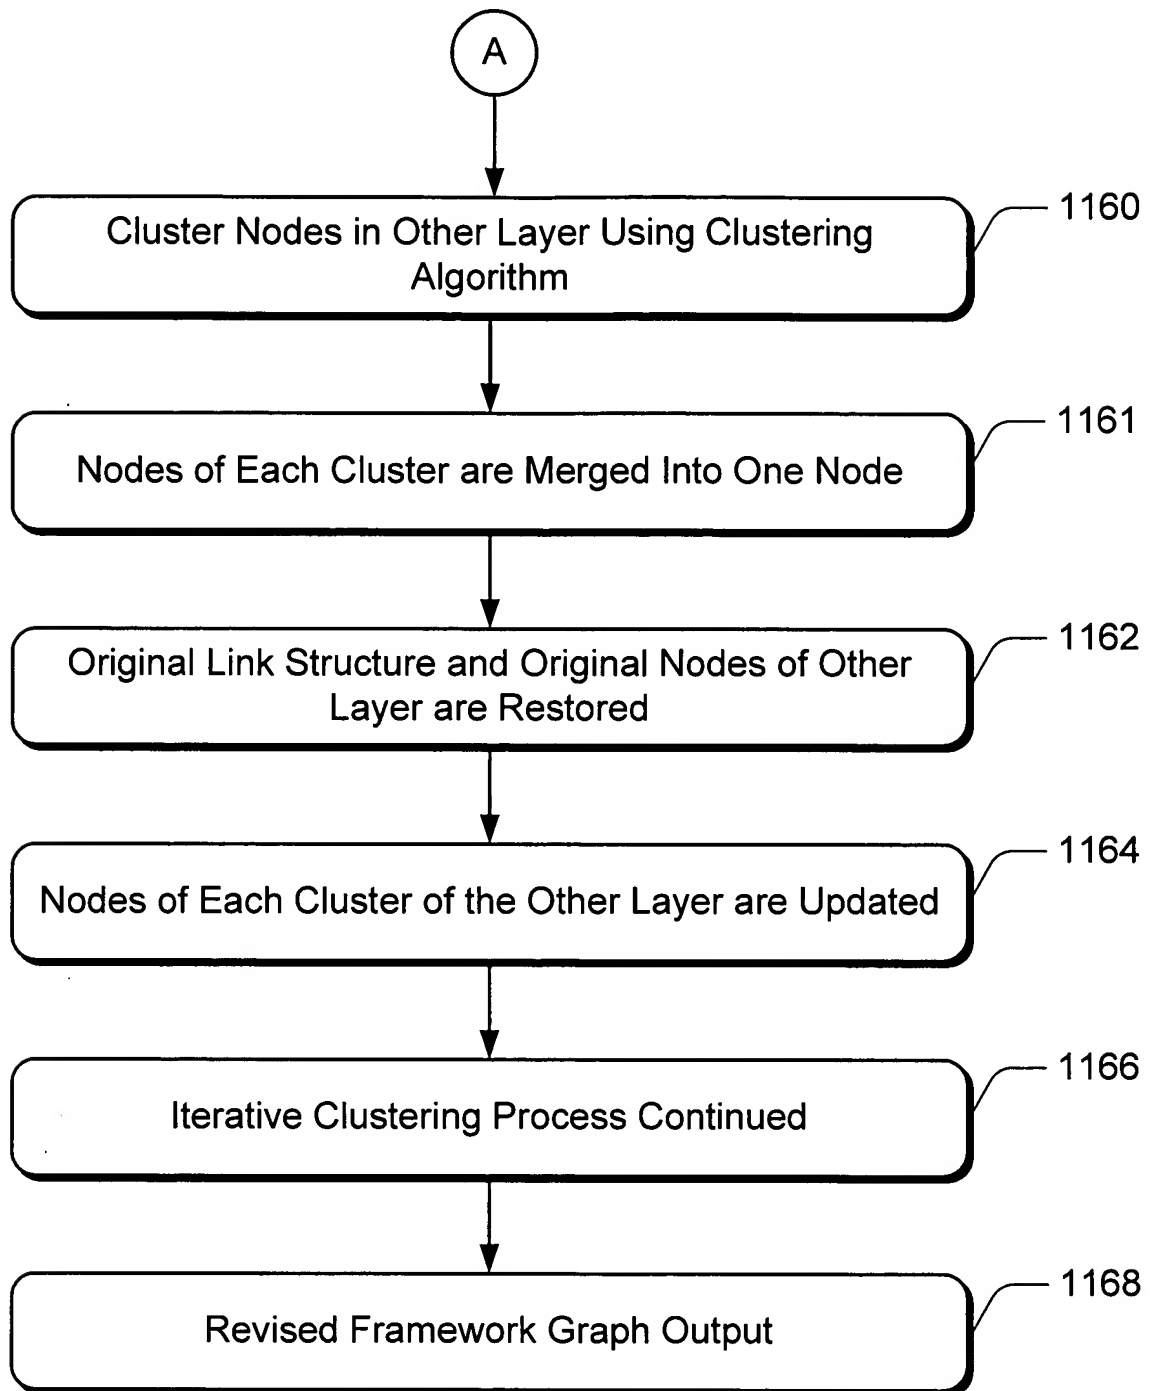 A
1160
Cluster Nodes in Other Layer Using Clustering
Algorithm
1161
Nodes of Each Cluster are Merged Into One Node
1162
Original Link Structure and Original Nodes of Other
Layer are Restored
1164
Nodes of Each Cluster of the Other Layer are Updated
1166
Iterative Clustering Process Continued
1168
Revised Framework Graph Output